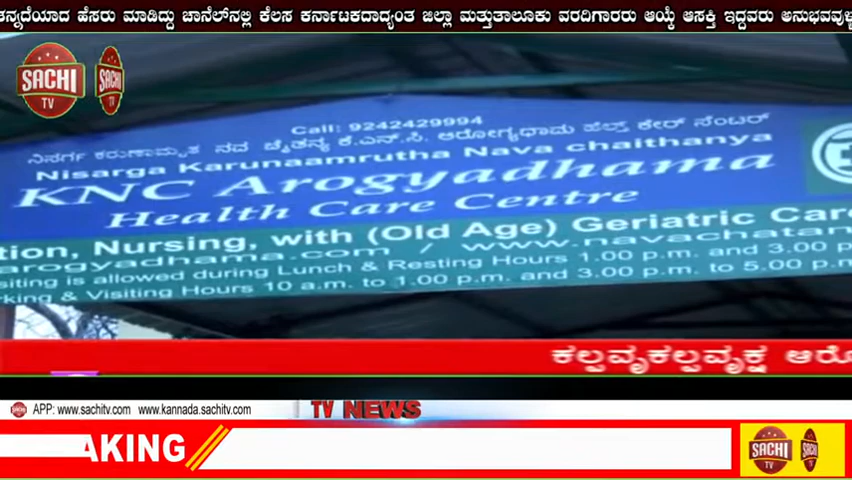 ತನ್ನದೆಯಾದ ಹೆಸರು ಮಾಡಿದ್ದು ಚಾನೆಲ್‌ನಲ್ಲಿ ಕೆಲಸ ಕರ್ನಾಟಕದಾದ್ಯಂತ ಜಿಲ್ಲಾ ಮತ್ತುತಾಲೂಕು ವರದಿಗಾರರು ಆಯ್ಕೆ ಆಸಕ್ತಿ ಇದ್ದವರು ಅನುಭವವುಳ್ಳ
SACHI
TV
SACHI
TV
Call: 9242429994
ನಿಸರ್ಗ ಕರುಣಾಮೃತ ನವ ಚೈತನ್ಯ ಕೆ.ಎನ್.ಸಿ. ಆರೋಗ್ಯಧಾಮ ಹೆಲ್ತ್ ಕೇರ್ ಸೆಂಟರ್
Nisarga Karunaamrutha Nava chaithanya
KNC Arogyadhama
Health Care Centre
tion, Nursing, with (Old Age) Geriatric Care
arogyadhama.com / www.navachatan
siting is allowed during Lunch & Resting Hours 1.00 p.m. and 3.00 p
rking & Visiting Hours 10 a.m. to 1.00 p.m. and 3.00 p.m. to 5.00 p.m
ಕಲ್ಪವೃಕಲ್ಪವೃಕ್ಷ ಆರೋ
APP: www.sachitv.com www.kannada.sachitv.com
TV NEWS
AKING
SACHI
TV
SACHI
TV